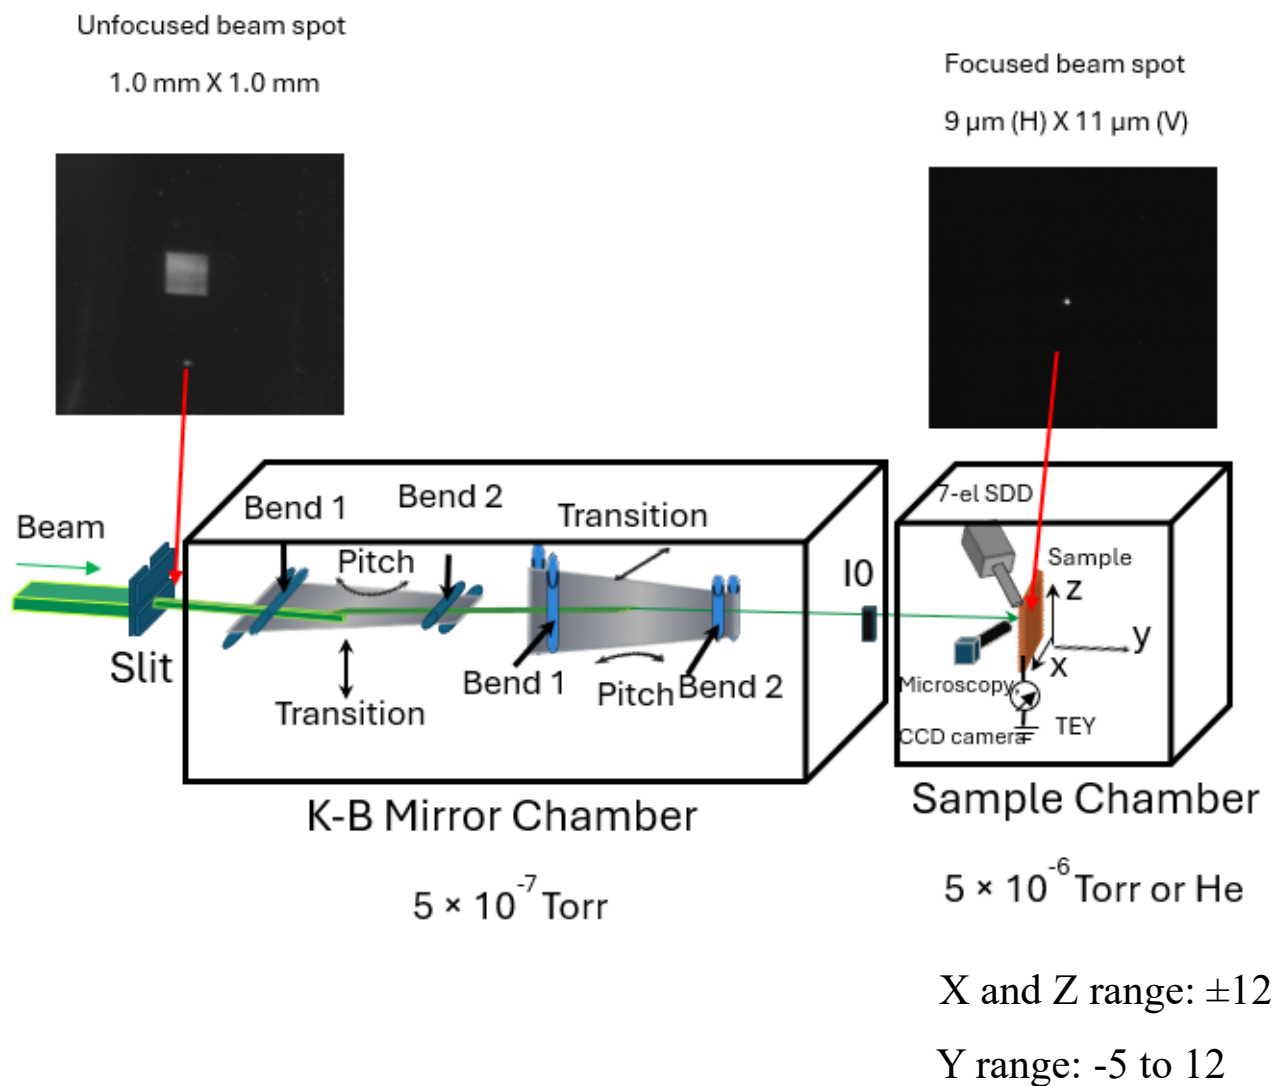 Unfocused beam spot
1.0 mm X 1.0 mm
Focused beam spot
9 µm (H) X 11 µm (V)
Beam
Slit
Bend 1
Bend 2
Pitch
Transition
Transition
Bend 1
Pitch
Bend 2
I0
K-B Mirror Chamber
5 × 10⁻⁷ Torr
7-el SDD
Sample
Z
y
X
Microscopy,
CCD camera
TEY
Sample Chamber
5 × 10⁻⁶ Torr or He
X and Z range: ±12
Y range: -5 to 12